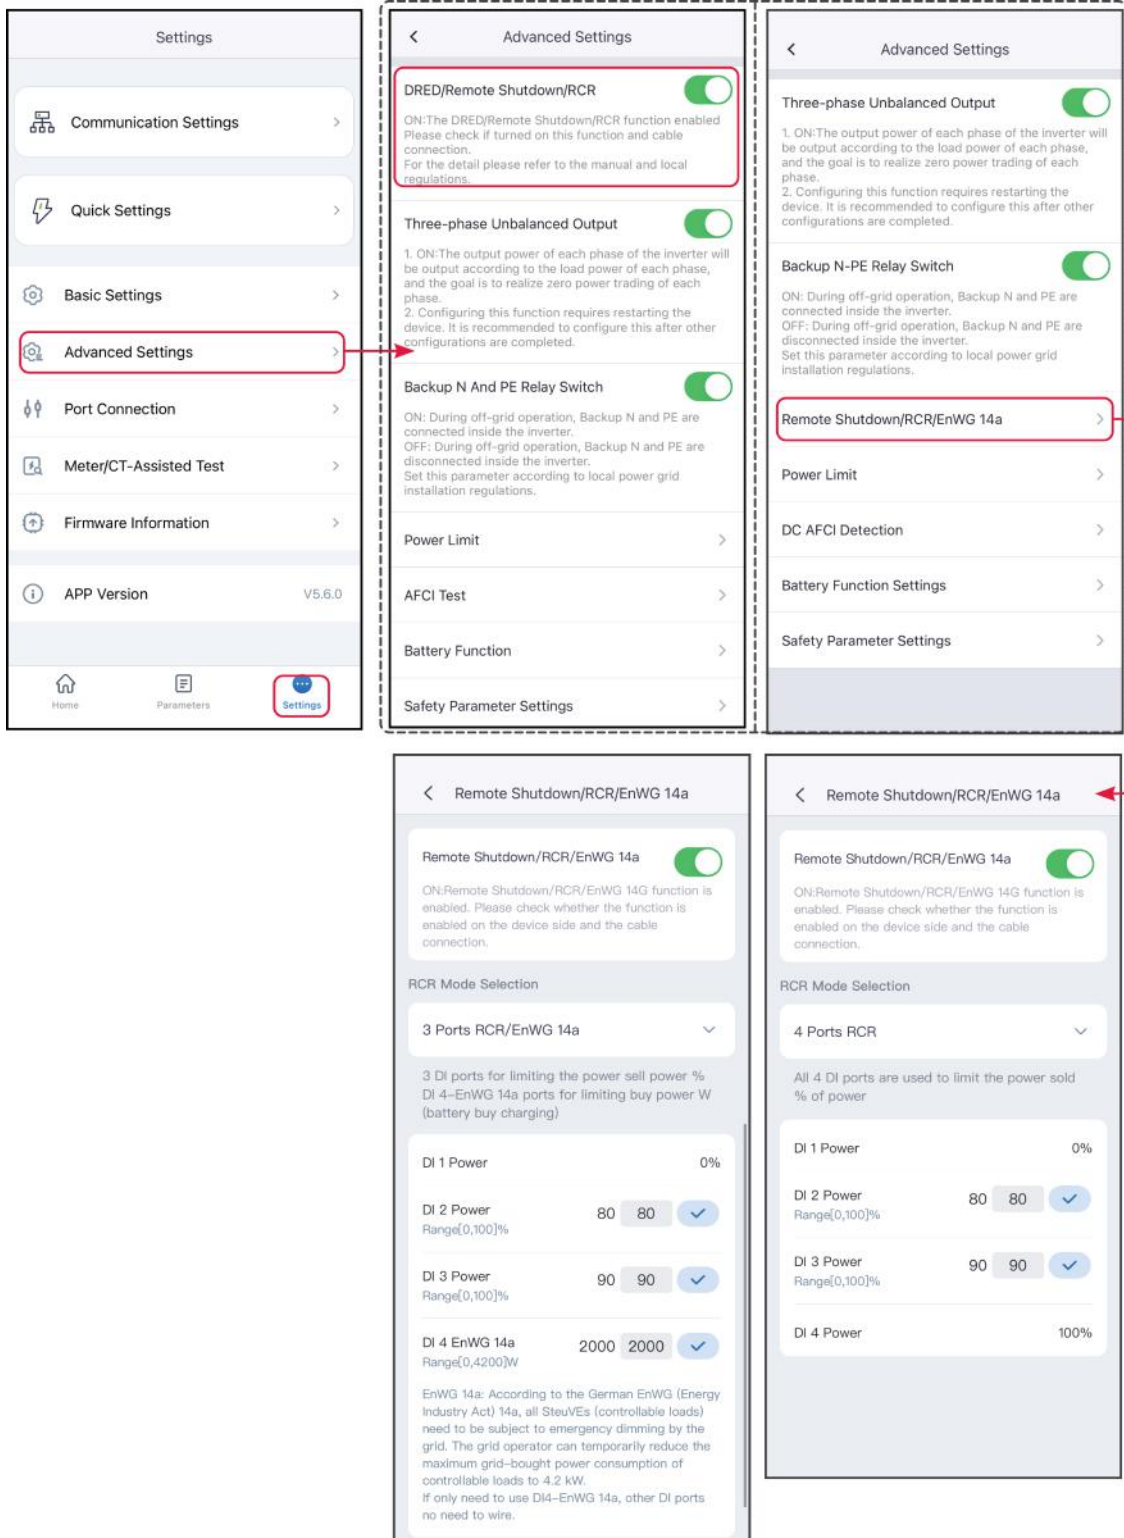 Settings
Communication Settings
Quick Settings
Basic Settings
Advanced Settings
Port Connection
Meter/CT-Assisted Test
Firmware Information
APP Version V5.6.0
Home Parameters Settings
Advanced Settings
DRED/Remote Shutdown/RCR
ON:The DRED/Remote Shutdown/RCR function enabled
Please check if turned on this function and cable
connection.
For the detail please refer to the manual and local
regulations.
Three-phase Unbalanced Output
1. ON:The output power of each phase of the inverter will
be output according to the load power of each phase,
and the goal is to realize zero power trading of each
phase.
2. Configuring this function requires restarting the
device. It is recommended to configure this after other
configurations are completed.
Backup N And PE Relay Switch
ON: During off-grid operation, Backup N and PE are
connected inside the inverter.
OFF: During off-grid operation, Backup N and PE are
disconnected inside the inverter.
Set this parameter according to local power grid
installation regulations.
Power Limit
AFCI Test
Battery Function
Safety Parameter Settings
Advanced Settings
Three-phase Unbalanced Output
1. ON:The output power of each phase of the inverter will
be output according to the load power of each phase,
and the goal is to realize zero power trading of each
phase.
2. Configuring this function requires restarting the
device. It is recommended to configure this after other
configurations are completed.
Backup N-PE Relay Switch
ON: During off-grid operation, Backup N and PE are
connected inside the inverter.
OFF: During off-grid operation, Backup N and PE are
disconnected inside the inverter.
Set this parameter according to local power grid
installation regulations.
Remote Shutdown/RCR/EnWG 14a
Power Limit
DC AFCI Detection
Battery Function Settings
Safety Parameter Settings
Remote Shutdown/RCR/EnWG 14a
Remote Shutdown/RCR/EnWG 14a
ON:Remote Shutdown/RCR/EnWG 14G function is
enabled. Please check whether the function is
enabled on the device side and the cable
connection.
RCR Mode Selection
3 Ports RCR/EnWG 14a
3 DI ports for limiting the power sell power %
DI 4-EnWG 14a ports for limiting buy power W
(battery buy charging)
DI 1 Power 0%
DI 2 Power 80 80
Range[0,100]%
DI 3 Power 90 90
Range[0,100]%
DI 4 EnWG 14a 2000 2000
Range[0,4200]W
EnWG 14a: According to the German EnWG (Energy
Industry Act) 14a, all SteuVEs (controllable loads)
need to be subject to emergency dimming by the
grid. The grid operator can temporarily reduce the
maximum grid-bought power consumption of
controllable loads to 4.2 kW.
If only need to use DI4-EnWG 14a, other DI ports
no need to wire.
Remote Shutdown/RCR/EnWG 14a
Remote Shutdown/RCR/EnWG 14a
ON:Remote Shutdown/RCR/EnWG 14G function is
enabled. Please check whether the function is
enabled on the device side and the cable
connection.
RCR Mode Selection
4 Ports RCR
All 4 DI ports are used to limit the power sold
% of power
DI 1 Power 0%
DI 2 Power 80 80
Range[0,100]%
DI 3 Power 90 90
Range[0,100]%
DI 4 Power 100%